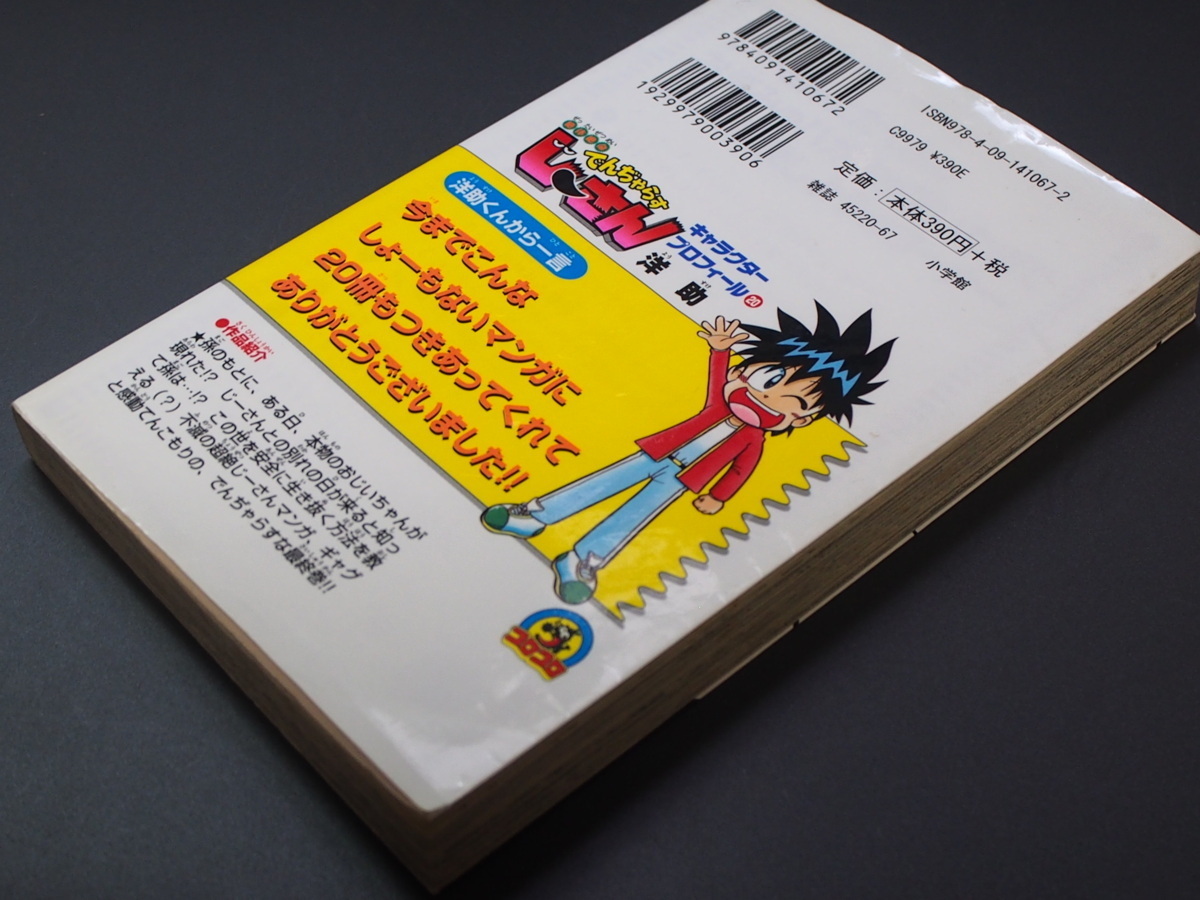 9784091410672
1929979003906
ISBN978-4-09-141067-2
C9979 ¥390E
定価：本体390円＋税
雑誌 45220-67
小学館
でんぢゃらす
じーさん
キャラクター
プロフィール⑳
洋助
洋助くんから一言
今までこんな
しょーもないマンガに
20冊もつきあってくれて
ありがとうございました!!
●作品紹介
★孫のもとに、ある日、本物のおじいちゃんが
現れた!? じーさんとの別れの日が来ると知っ
て孫は…!? この世を安全に生き抜く方法を教
える(？)不滅の超絶じーさんマンガ、ギャグ
と感動てんこもりの、でんぢゃらすな最終巻!!
コロコロ